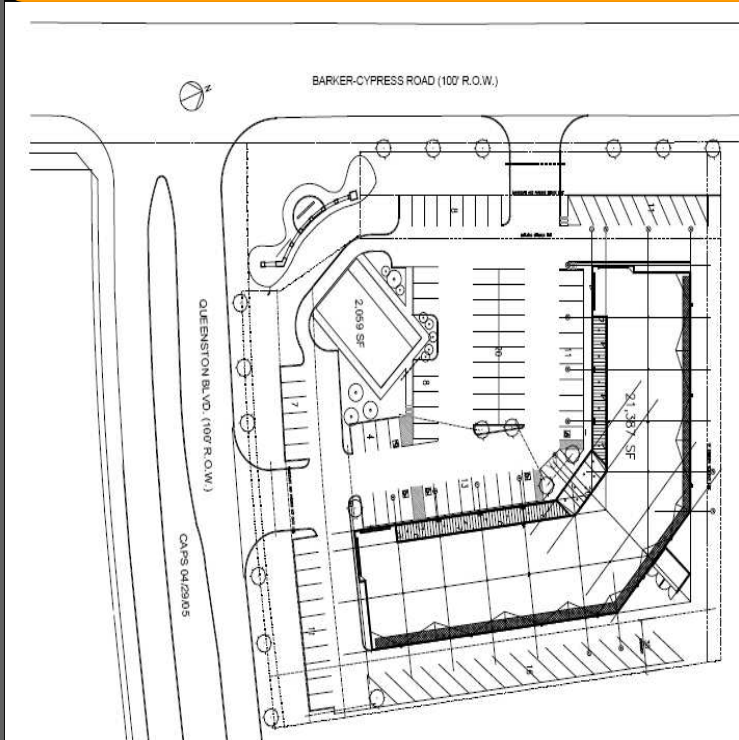 BARKER-CYPRESS ROAD (100' R.O.W.)
N
QUEENSTON BLVD. (100' R.O.W.)
CAPS 04/29/05
2,059 SF
21,387 SF
11
20
11
8
7
4
13